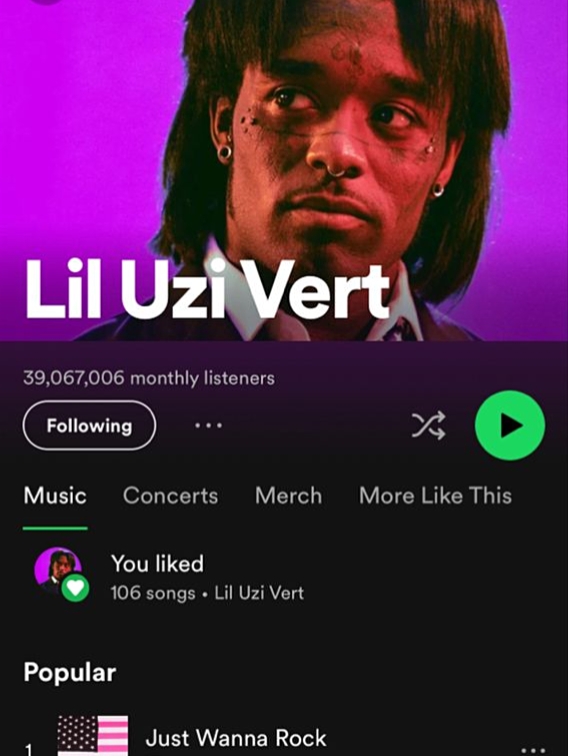 Lil Uzi Vert
39,067,006 monthly listeners
Following
Music Concerts Merch More Like This
You liked
106 songs • Lil Uzi Vert
Popular
1 Just Wanna Rock